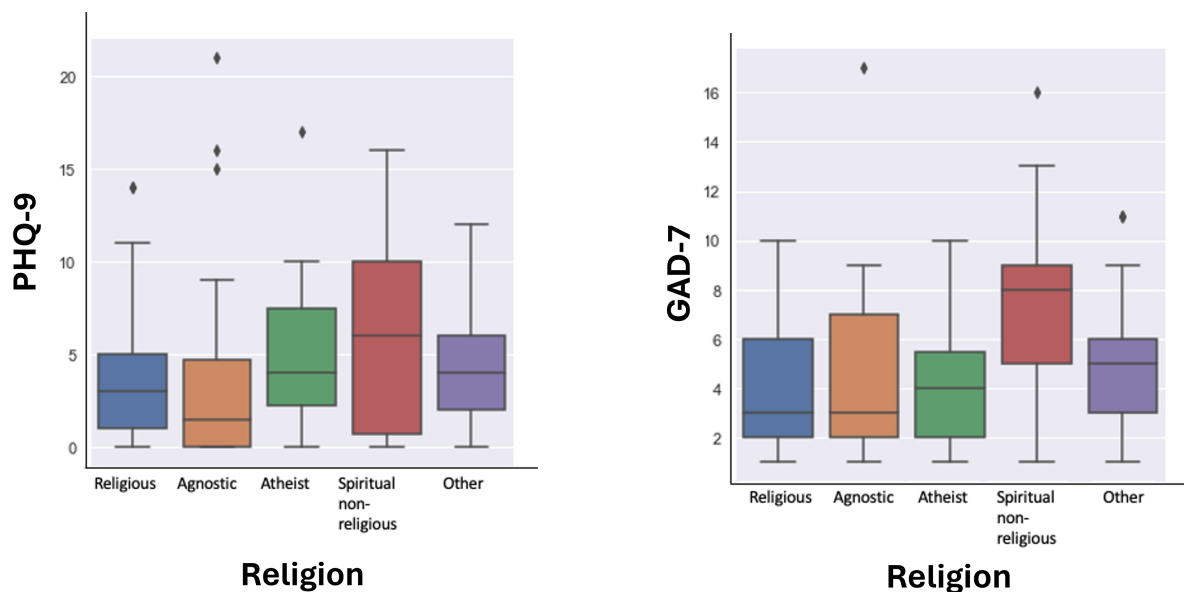 PHQ-9
20
15
10
5
0
Religious Agnostic Atheist Spiritual Other
non-
religious
Religion
GAD-7
16
14
12
10
8
6
4
2
Religious Agnostic Atheist Spiritual Other
non-
religious
Religion